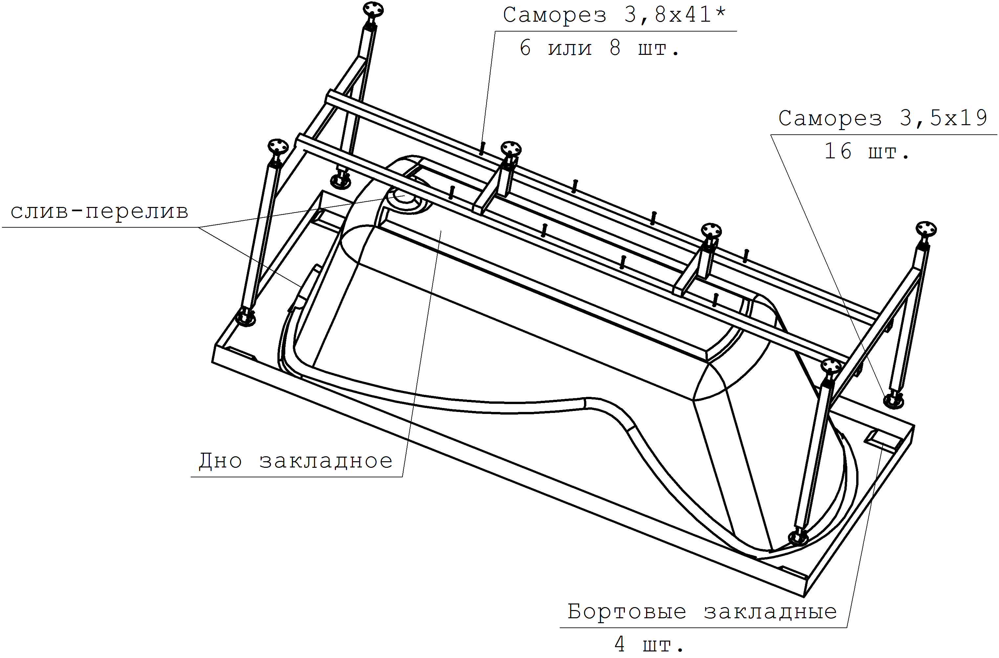 Саморез 3,8х41*
6 или 8 шт.
Саморез 3,5х19
16 шт.
слив-перелив
Дно закладное
Бортовые закладные
4 шт.